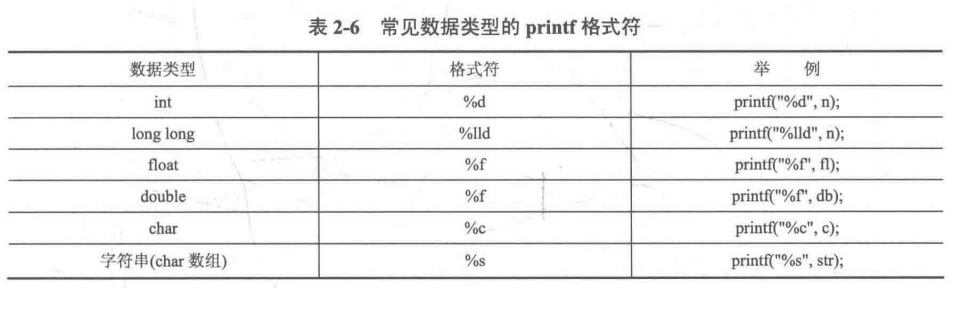 表 2-6 常见数据类型的 printf 格式符
数据类型 格式符 举 例
int %d printf("%d", n);
long long %lld printf("%lld", n);
float %f printf("%f", fl);
double %f printf("%f", db);
char %c printf("%c", c);
字符串(char 数组) %s printf("%s", str);